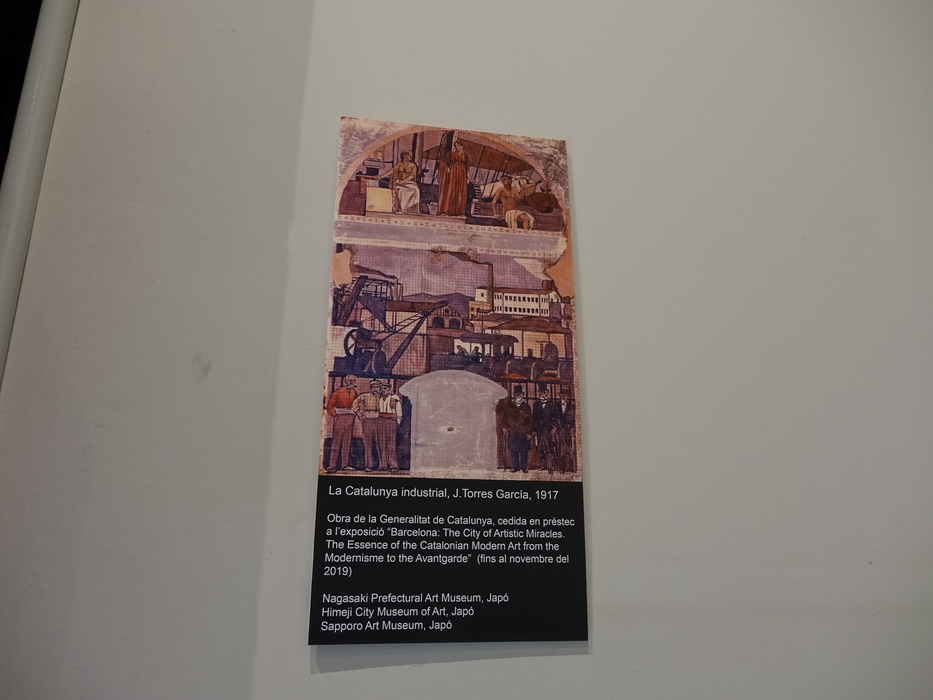 La Catalunya industrial, J.Torres Garcia, 1917
Obra de la Generalitat de Catalunya, cedida en préstec
a l'exposició "Barcelona: The City of Artistic Miracles.
The Essence of the Catalonian Modern Art from the
Modernisme to the Avantgarde" (fins al novembre del
2019)
Nagasaki Prefectural Art Museum, Japó
Himeji City Museum of Art, Japó
Sapporo Art Museum, Japó